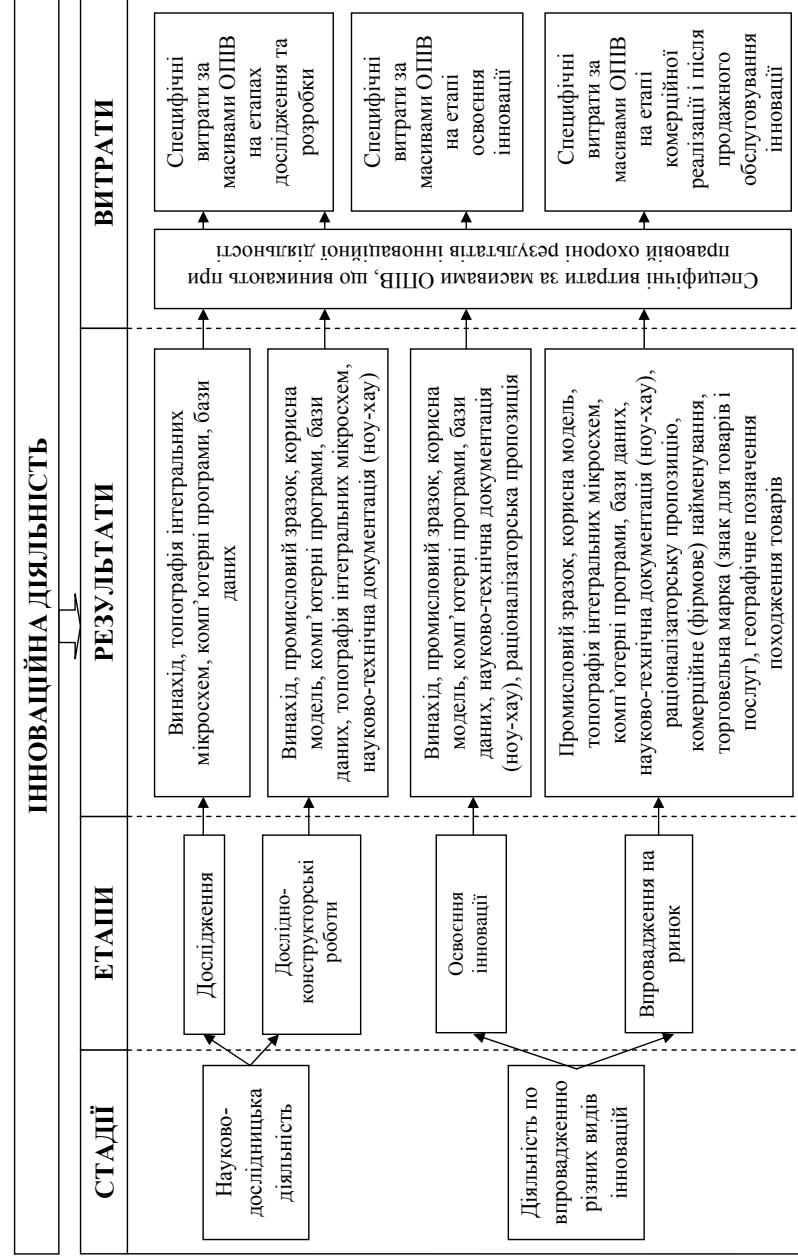 ІННОВАЦІЙНА ДІЯЛЬНІСТЬ
СТАДІЇ
ЕТАПИ
РЕЗУЛЬТАТИ
ВИТРАТИ
Науково-
дослідницька
діяльність
Дослідження
Дослідно-
конструкторські
роботи
Винахід, топографія інтегральних
мікросхем, комп’ютерні програми, бази
даних
Винахід, промисловий зразок, корисна
модель, комп’ютерні програми, бази
даних, топографія інтегральних мікросхем,
науково-технічна документація (ноу-хау)
Діяльність по
впровадженню
різних видів
інновацій
Освоєння
інновації
Впровадження на
ринок
Винахід, промисловий зразок, корисна
модель, комп’ютерні програми, бази
даних, науково-технічна документація
(ноу-хау), раціоналізаторська пропозиція
Промисловий зразок, корисна модель,
топографія інтегральних мікросхем,
комп’ютерні програми, бази даних,
науково-технічна документація (ноу-хау),
раціоналізаторську пропозицію,
комерційне (фірмове) найменування,
торговельна марка (знак для товарів і
послуг), географічне позначення
походження товарів
Специфічні витрати за масивами ОПІВ, що виникають при
правовій охороні результатів інноваційної діяльності
Специфічні
витрати за
масивами ОПІВ
на етапах
дослідження та
розробки
Специфічні
витрати за
масивами ОПІВ
на етапі
освоєння
інновації
Специфічні
витрати за
масивами ОПІВ
на етапі
комерційної
реалізації і після
продажного
обслуговування
інновації